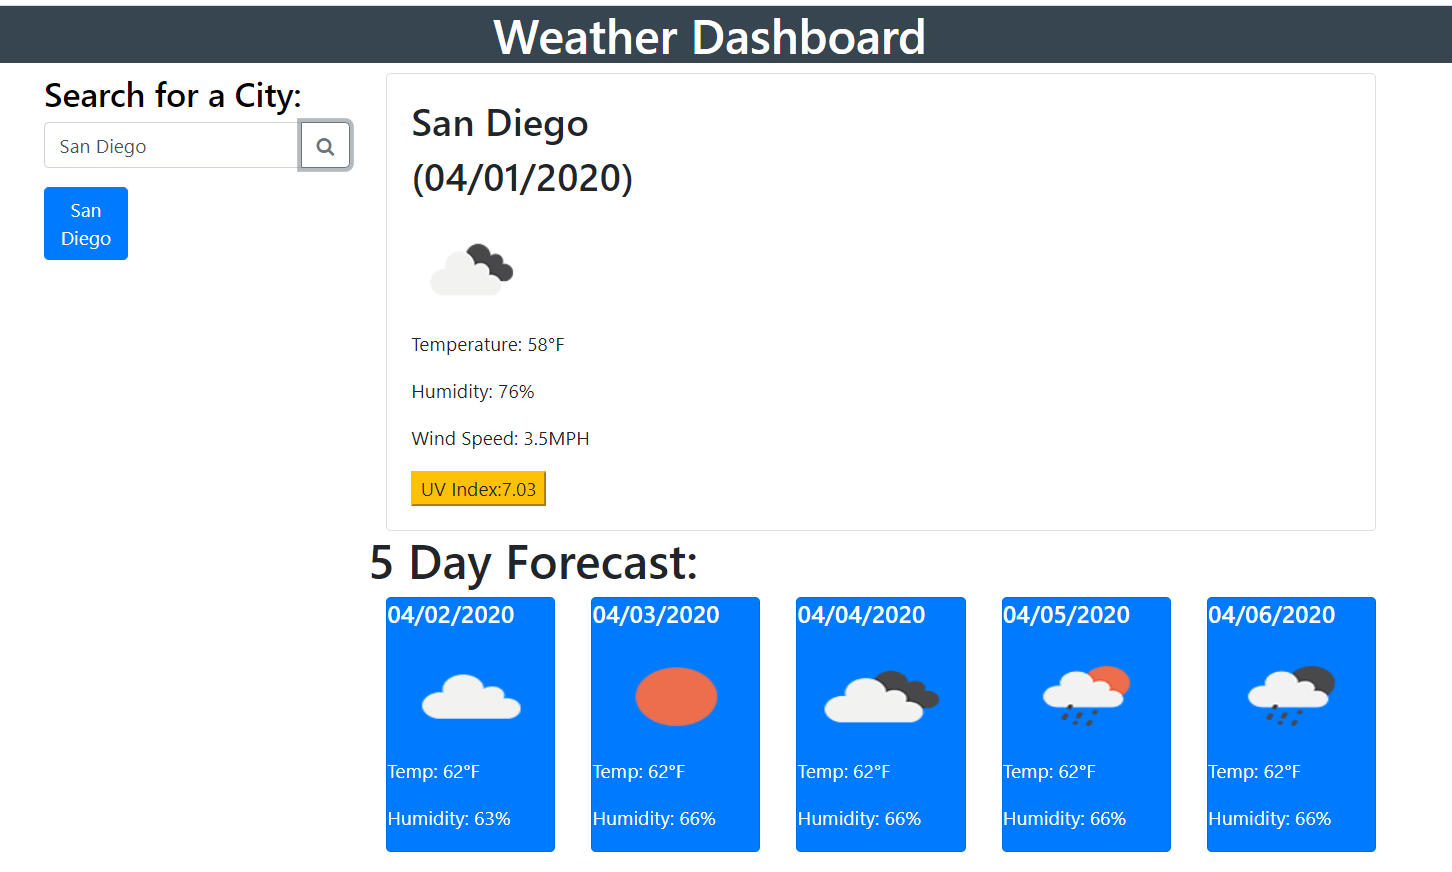 Weather Dashboard
Search for a City:
San Diego
San
Diego
San Diego
(04/01/2020)
Temperature: 58°F
Humidity: 76%
Wind Speed: 3.5MPH
UV Index:7.03
5 Day Forecast:
04/02/2020
Temp: 62°F
Humidity: 63%
04/03/2020
Temp: 62°F
Humidity: 66%
04/04/2020
Temp: 62°F
Humidity: 66%
04/05/2020
Temp: 62°F
Humidity: 66%
04/06/2020
Temp: 62°F
Humidity: 66%